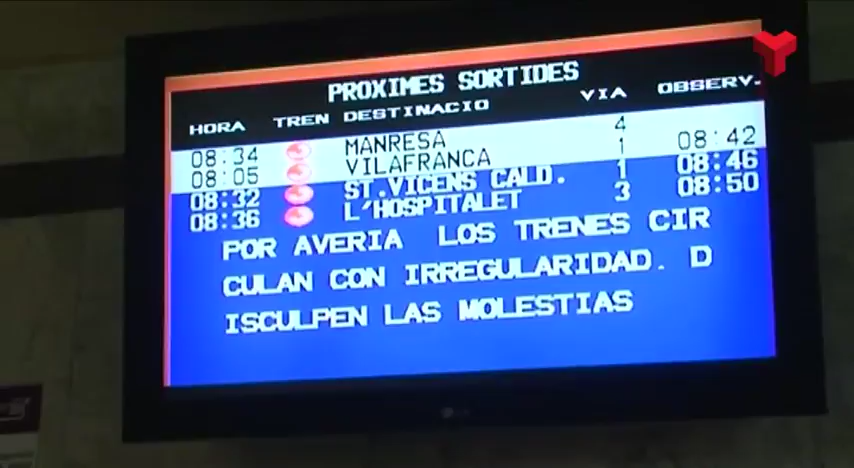 PROXIMES SORTIDES
HORA TREN DESTINACIO VIA OBSERV.
08:34 MANRESA 4
08:05 VILAFRANCA 1 08:42
08:32 ST.VICENS CALD. 1 08:46
08:36 L'HOSPITALET 3 08:50
POR AVERIA LOS TRENES CIR
CULAN CON IRREGULARIDAD. D
ISCULPEN LAS MOLESTIAS
LG